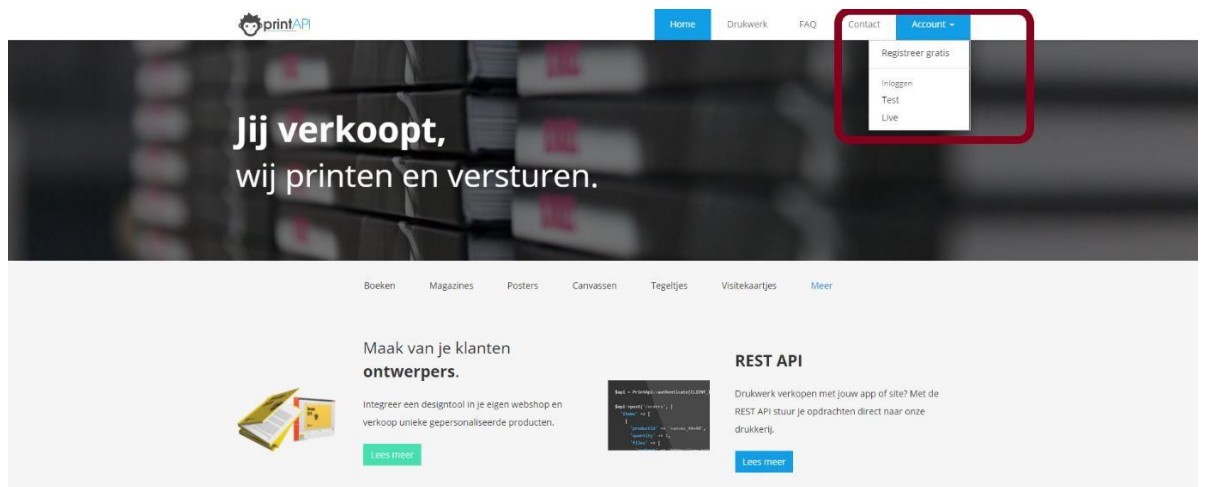 printAPI
Home Drukwerk FAQ Contact Account
Registreer gratis
Inloggen
Test
Live
Jij verkoopt,
wij printen en versturen.
Boeken Magazines Posters Canvassen Tegeltjes Visitekaartjes Meer
Maak van je klanten
ontwerpers.
Integreer een designtool in je eigen webshop en
verkoop unieke gepersonaliseerde producten.
Lees meer
REST API
Drukwerk verkopen met jouw app of site? Met de
REST API stuur je opdrachten direct naar onze
drukkerij.
Lees meer